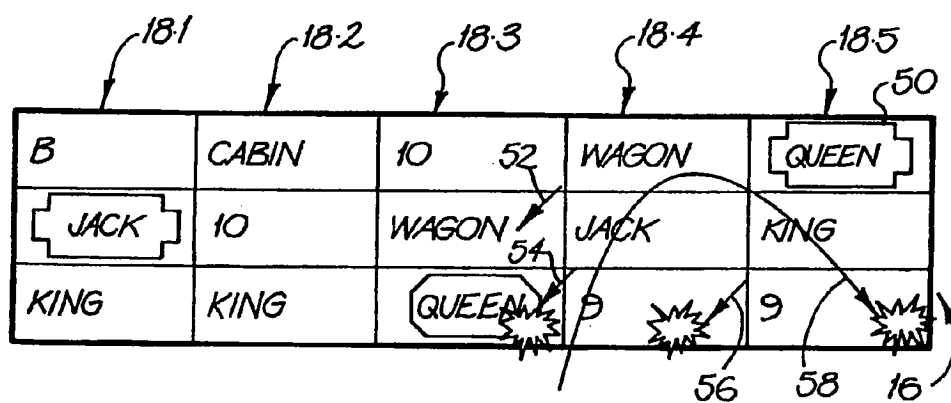 18·1 18·2 18·3 18·4 18·5
50
B CABIN 10 WAGON QUEEN
52
JACK 10 WAGON JACK KING
54
KING KING QUEEN 9 9
56 58 16